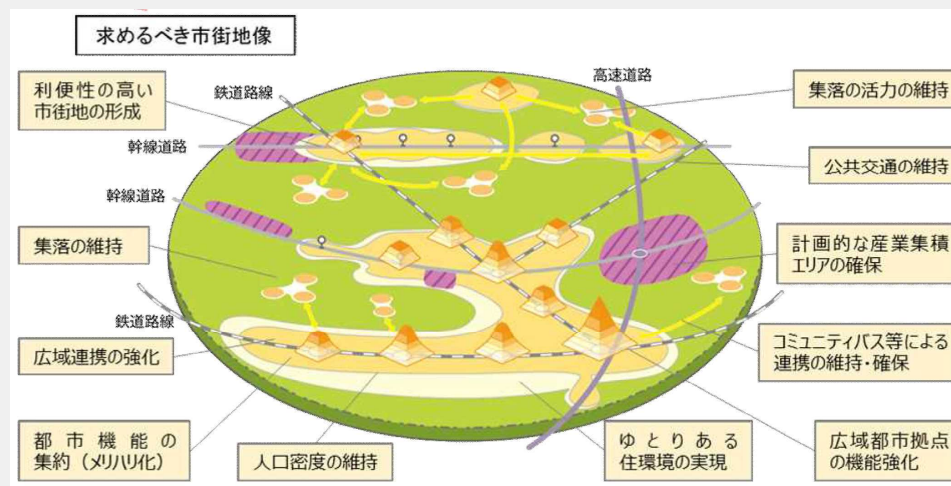 求めるべき市街地像
利便性の高い
市街地の形成
鉄道路線
高速道路
集落の活力の維持
幹線道路
公共交通の維持
幹線道路
集落の維持
計画的な産業集積
エリアの確保
鉄道路線
広域連携の強化
コミュニティバス等による
連携の維持・確保
都市機能の
集約（メリハリ化）
人口密度の維持
ゆとりある
住環境の実現
広域都市拠点
の機能強化